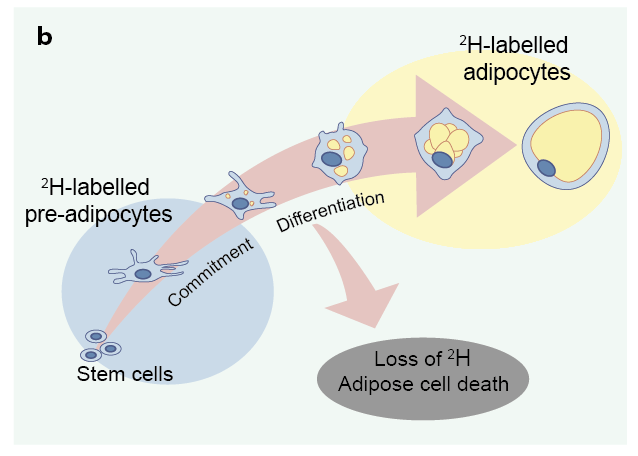 b
²H-labelled
adipocytes
²H-labelled
pre-adipocytes
Differentiation
Commitment
Stem cells
Loss of ²H
Adipose cell death